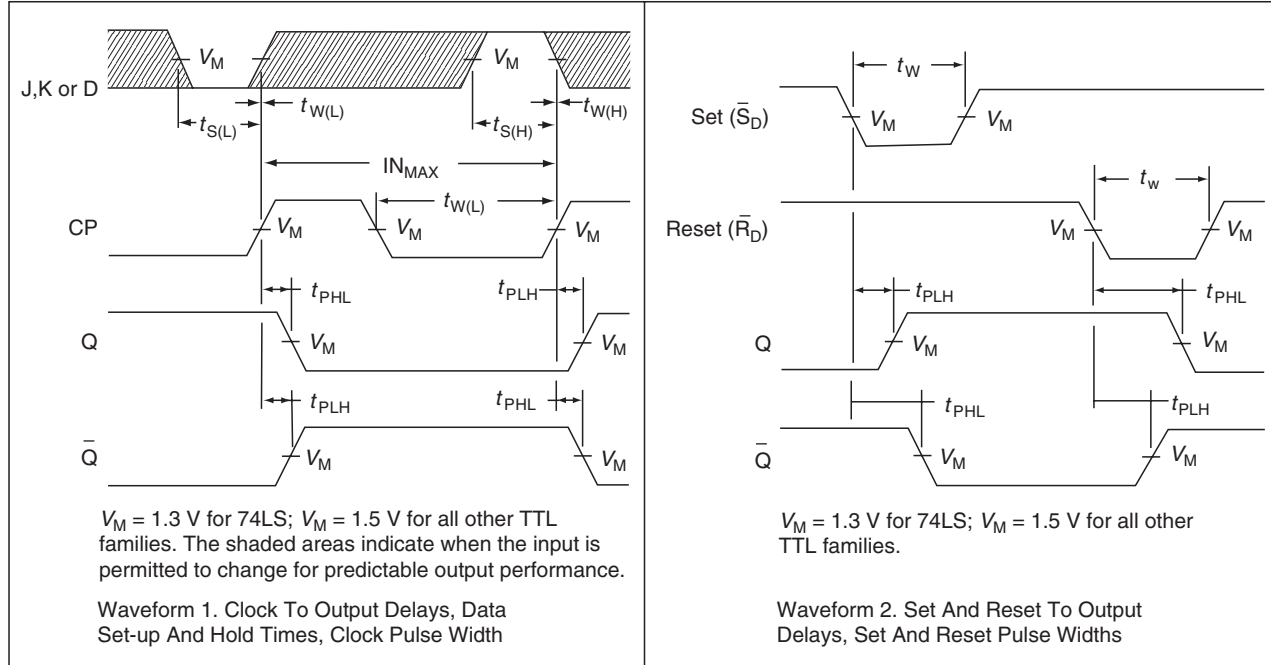 J,K or D
V_M
V_M
t_W(L)
t_W(H)
t_S(L)
t_S(H)
IN_MAX
t_W(L)
CP
V_M
V_M
V_M
t_PHL
t_PLH
Q
V_M
V_M
t_PLH
t_PHL
Q̅
V_M
V_M
V_M = 1.3 V for 74LS; V_M = 1.5 V for all other TTL
families. The shaded areas indicate when the input is
permitted to change for predictable output performance.
Waveform 1. Clock To Output Delays, Data
Set-up And Hold Times, Clock Pulse Width
t_W
Set (S̅_D)
V_M
V_M
t_w
Reset (R̅_D)
V_M
V_M
t_PLH
t_PHL
Q
V_M
V_M
t_PHL
t_PLH
Q̅
V_M
V_M
V_M = 1.3 V for 74LS; V_M = 1.5 V for all other
TTL families.
Waveform 2. Set And Reset To Output
Delays, Set And Reset Pulse Widths